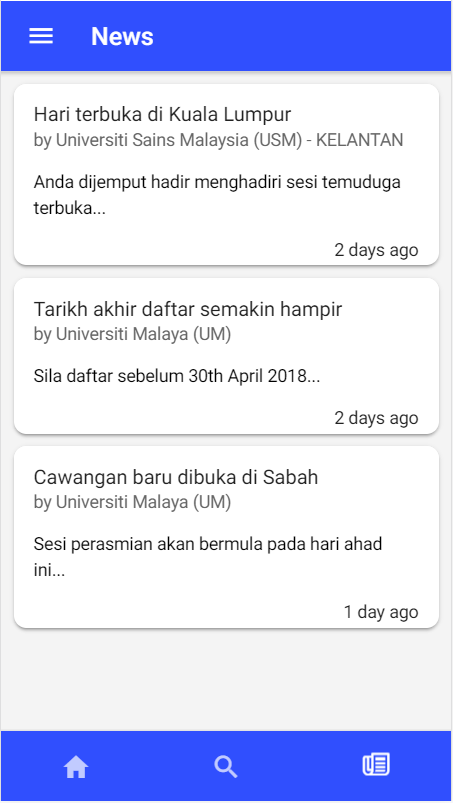 News
Hari terbuka di Kuala Lumpur
by Universiti Sains Malaysia (USM) - KELANTAN
Anda dijemput hadir menghadiri sesi temuduga
terbuka...
2 days ago
Tarikh akhir daftar semakin hampir
by Universiti Malaya (UM)
Sila daftar sebelum 30th April 2018...
2 days ago
Cawangan baru dibuka di Sabah
by Universiti Malaya (UM)
Sesi perasmian akan bermula pada hari ahad
ini...
1 day ago